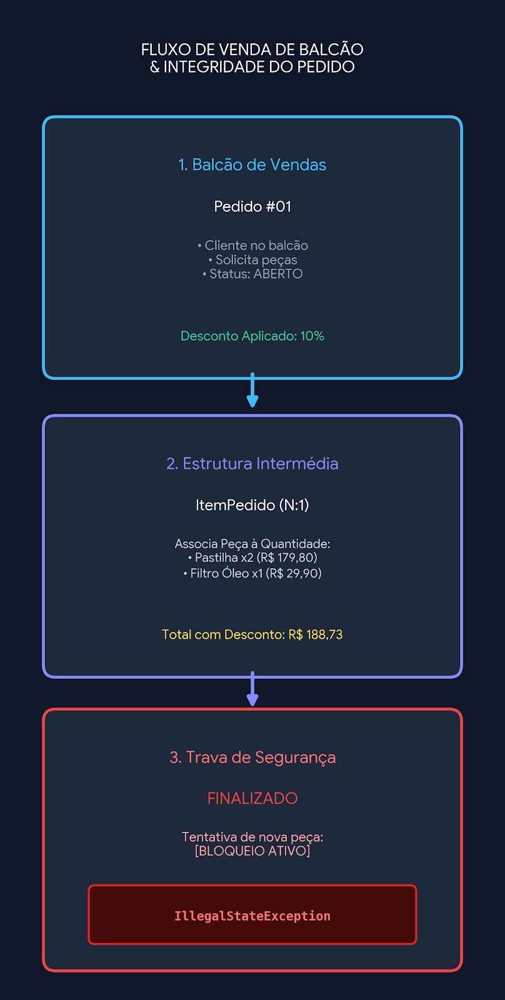 FLUXO DE VENDA DE BALCÃO
& INTEGRIDADE DO PEDIDO
1. Balcão de Vendas
Pedido #01
• Cliente no balcão
• Solicita peças
• Status: ABERTO
Desconto Aplicado: 10%
2. Estrutura Intermédia
ItemPedido (N:1)
Associa Peça à Quantidade:
• Pastilha x2 (R$ 179,80)
• Filtro Óleo x1 (R$ 29,90)
Total com Desconto: R$ 188,73
3. Trava de Segurança
FINALIZADO
Tentativa de nova peça:
[BLOQUEIO ATIVO]
IllegalStateException